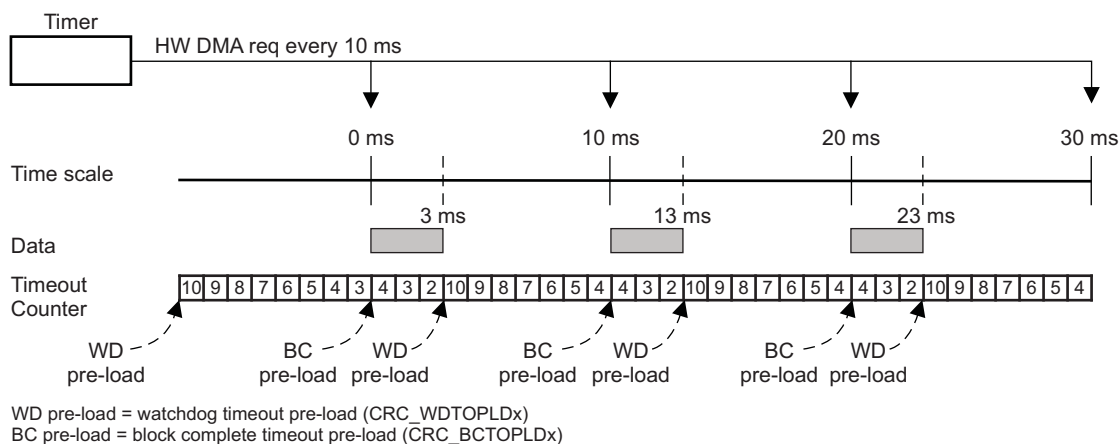 Timer
HW DMA req every 10 ms
0 ms 10 ms 20 ms 30 ms
Time scale
3 ms 13 ms 23 ms
Data
Timeout Counter
10 9 8 7 6 5 4 3 4 3 2 10 9 8 7 6 5 4 4 3 2 10 9 8 7 6 5 4 4 3 2 10 9 8 7 6 5 4
WD pre-load
BC pre-load
WD pre-load
BC pre-load
WD pre-load
BC pre-load
WD pre-load
WD pre-load = watchdog timeout pre-load (CRC_WDTOPLDx)
BC pre-load = block complete timeout pre-load (CRC_BCTOPLDx)